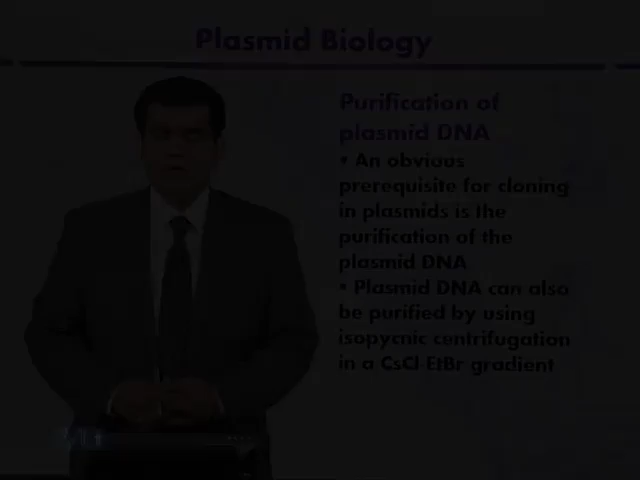 Plasmid Biology
Purification of
plasmid DNA
• An obvious
prerequisite for cloning
in plasmids is the
purification of the
plasmid DNA
• Plasmid DNA can also
be purified by using
isopycnic centrifugation
in a CsCl-EtBr gradient